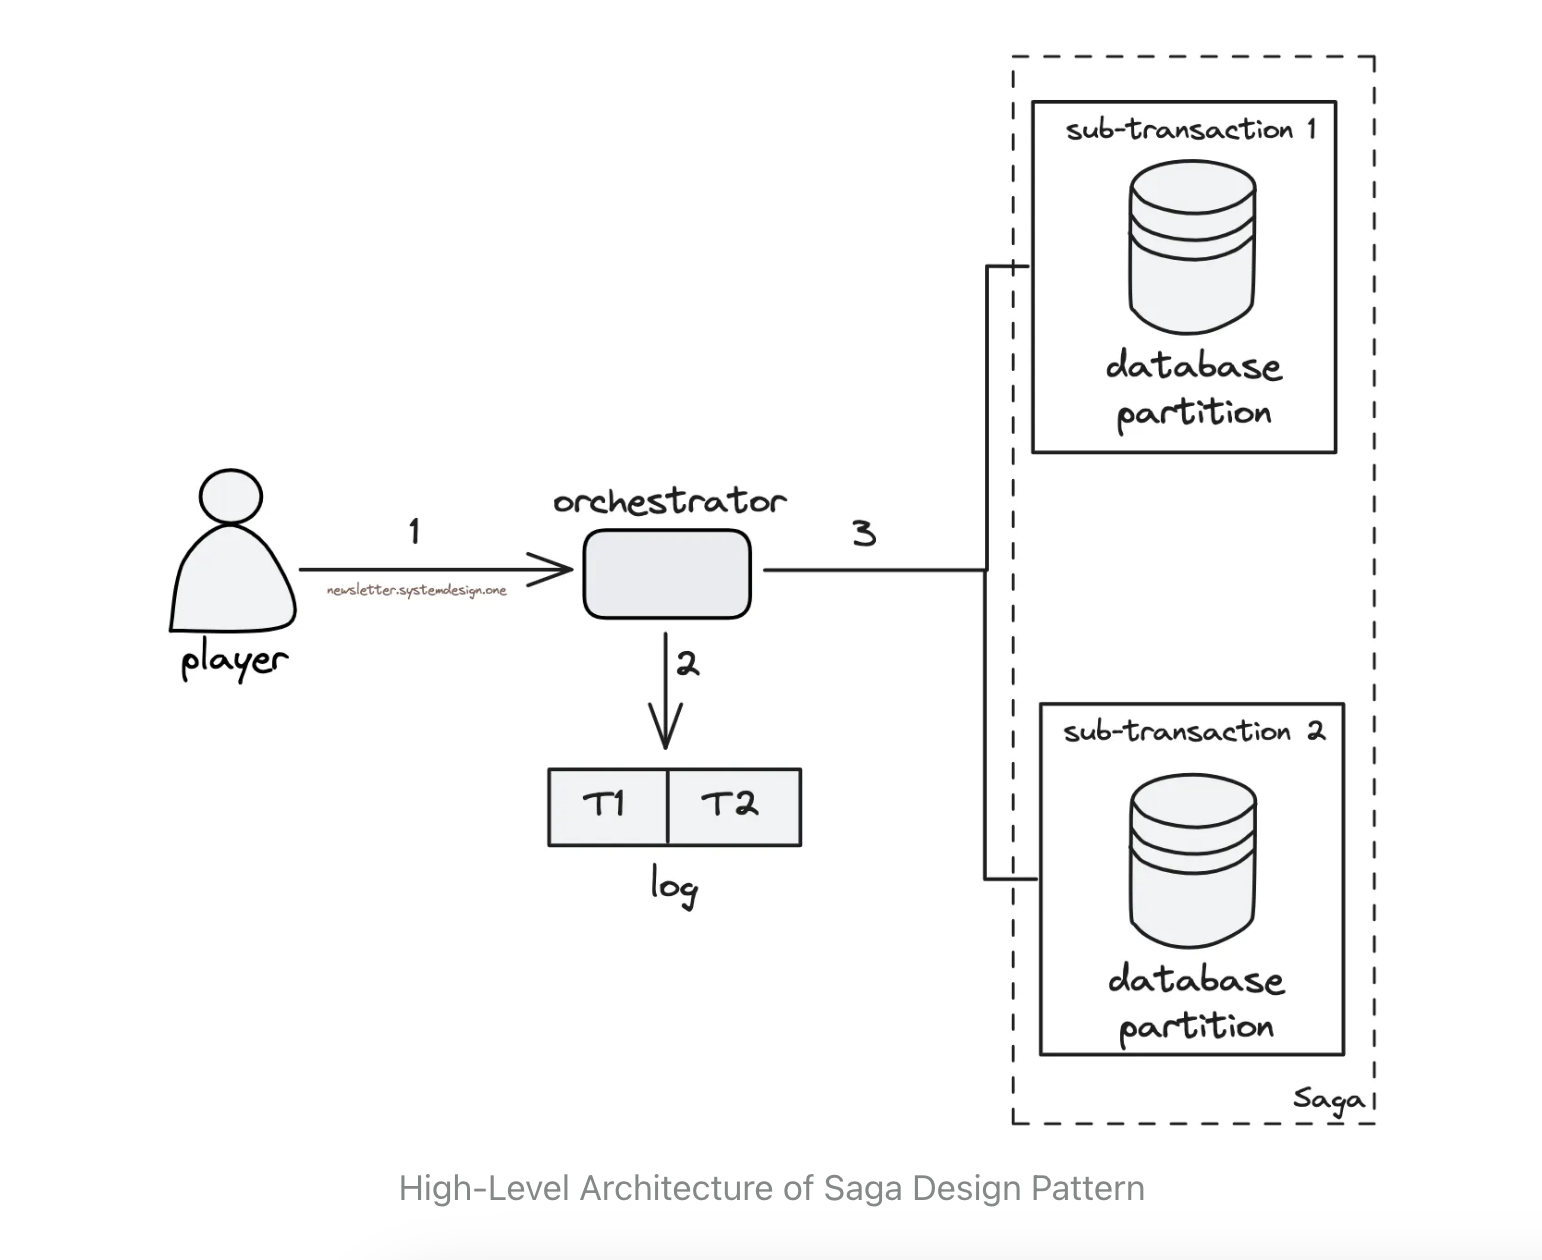 sub-transaction 1
database
partition
orchestrator
1
3
newsletter.systemdesign.one
player
2
T1
T2
log
sub-transaction 2
database
partition
Saga
High-Level Architecture of Saga Design Pattern